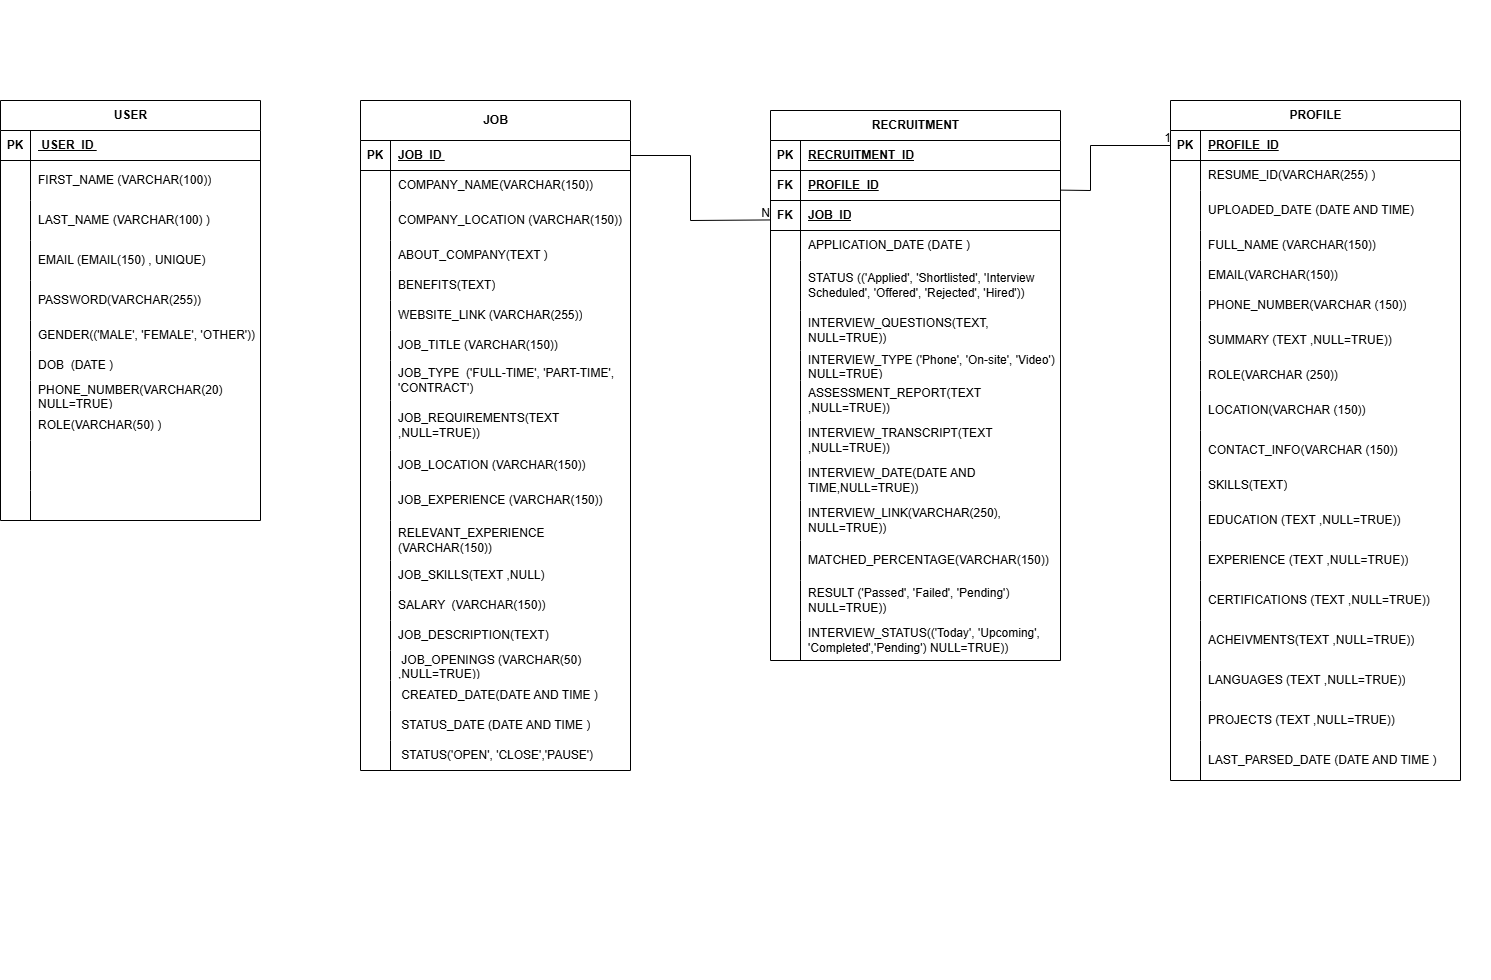 USER
PK USER_ID
FIRST_NAME (VARCHAR(100))
LAST_NAME (VARCHAR(100) )
EMAIL (EMAIL(150) , UNIQUE)
PASSWORD(VARCHAR(255))
GENDER(('MALE', 'FEMALE', 'OTHER'))
DOB (DATE )
PHONE_NUMBER(VARCHAR(20)
NULL=TRUE)
ROLE(VARCHAR(50) )
JOB
PK JOB_ID
COMPANY_NAME(VARCHAR(150))
COMPANY_LOCATION (VARCHAR(150))
ABOUT_COMPANY(TEXT )
BENEFITS(TEXT)
WEBSITE_LINK (VARCHAR(255))
JOB_TITLE (VARCHAR(150))
JOB_TYPE ('FULL-TIME', 'PART-TIME',
'CONTRACT')
JOB_REQUIREMENTS(TEXT
,NULL=TRUE))
JOB_LOCATION (VARCHAR(150))
JOB_EXPERIENCE (VARCHAR(150))
RELEVANT_EXPERIENCE
(VARCHAR(150))
JOB_SKILLS(TEXT ,NULL)
SALARY (VARCHAR(150))
JOB_DESCRIPTION(TEXT)
JOB_OPENINGS (VARCHAR(50)
,NULL=TRUE))
CREATED_DATE(DATE AND TIME )
STATUS_DATE (DATE AND TIME )
STATUS('OPEN', 'CLOSE','PAUSE')
N
RECRUITMENT
PK RECRUITMENT_ID
FK PROFILE_ID
FK JOB_ID
APPLICATION_DATE (DATE )
STATUS (('Applied', 'Shortlisted', 'Interview
Scheduled', 'Offered', 'Rejected', 'Hired'))
INTERVIEW_QUESTIONS(TEXT,
NULL=TRUE))
INTERVIEW_TYPE ('Phone', 'On-site', 'Video')
NULL=TRUE)
ASSESSMENT_REPORT(TEXT
,NULL=TRUE))
INTERVIEW_TRANSCRIPT(TEXT
,NULL=TRUE))
INTERVIEW_DATE(DATE AND
TIME,NULL=TRUE))
INTERVIEW_LINK(VARCHAR(250),
NULL=TRUE))
MATCHED_PERCENTAGE(VARCHAR(150))
RESULT ('Passed', 'Failed', 'Pending')
NULL=TRUE))
INTERVIEW_STATUS(('Today', 'Upcoming',
'Completed','Pending') NULL=TRUE))
1
PROFILE
PK PROFILE_ID
RESUME_ID(VARCHAR(255) )
UPLOADED_DATE (DATE AND TIME)
FULL_NAME (VARCHAR(150))
EMAIL(VARCHAR(150))
PHONE_NUMBER(VARCHAR (150))
SUMMARY (TEXT ,NULL=TRUE))
ROLE(VARCHAR (250))
LOCATION(VARCHAR (150))
CONTACT_INFO(VARCHAR (150))
SKILLS(TEXT)
EDUCATION (TEXT ,NULL=TRUE))
EXPERIENCE (TEXT ,NULL=TRUE))
CERTIFICATIONS (TEXT ,NULL=TRUE))
ACHEIVMENTS(TEXT ,NULL=TRUE))
LANGUAGES (TEXT ,NULL=TRUE))
PROJECTS (TEXT ,NULL=TRUE))
LAST_PARSED_DATE (DATE AND TIME )